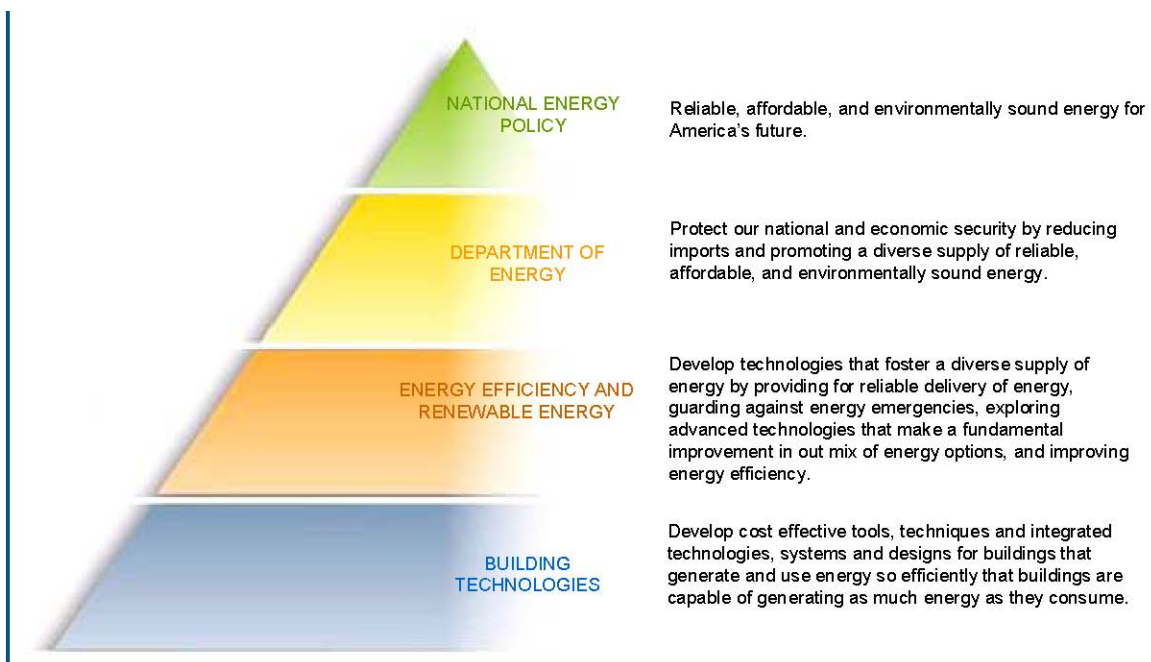 NATIONAL ENERGY
POLICY
Reliable, affordable, and environmentally sound energy for
America's future.
DEPARTMENT OF
ENERGY
Protect our national and economic security by reducing
imports and promoting a diverse supply of reliable,
affordable, and environmentally sound energy.
ENERGY EFFICIENCY AND
RENEWABLE ENERGY
Develop technologies that foster a diverse supply of
energy by providing for reliable delivery of energy,
guarding against energy emergencies, exploring
advanced technologies that make a fundamental
improvement in out mix of energy options, and improving
energy efficiency.
BUILDING
TECHNOLOGIES
Develop cost effective tools, techniques and integrated
technologies, systems and designs for buildings that
generate and use energy so efficiently that buildings are
capable of generating as much energy as they consume.